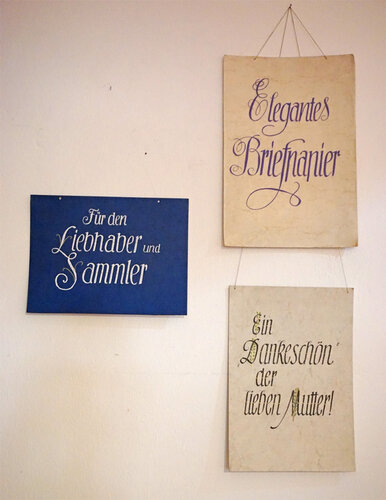 Für den
Liebhaber und
Sammler
Elegantes
Briefpapier
Ein
Dankeschön
der
lieben Mutter!